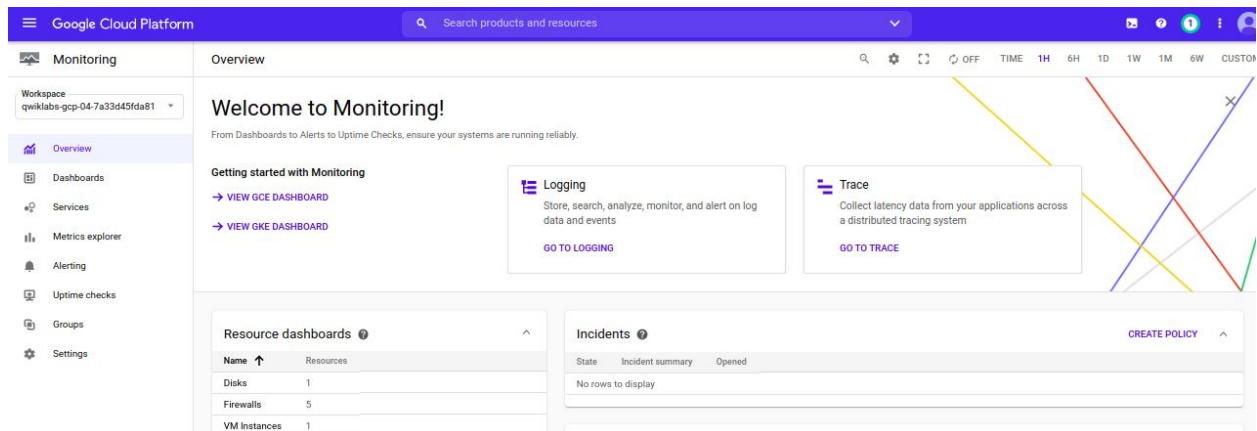 Google Cloud Platform
Search products and resources
1
Monitoring
Overview
OFF TIME 1H 6H 1D 1W 1M 6W CUSTOM
Workspace
qwiklabs-gcp-04-7a33d45fda81
Overview
Dashboards
Services
Metrics explorer
Alerting
Uptime checks
Groups
Settings
Welcome to Monitoring!
From Dashboards to Alerts to Uptime Checks, ensure your systems are running reliably.
Getting started with Monitoring
→ VIEW GCE DASHBOARD
→ VIEW GKE DASHBOARD
Logging
Store, search, analyze, monitor, and alert on log
data and events
GO TO LOGGING
Trace
Collect latency data from your applications across
a distributed tracing system
GO TO TRACE
Resource dashboards
Name ↑ Resources
Disks 1
Firewalls 5
VM Instances 1
Incidents
CREATE POLICY
State Incident summary Opened
No rows to display